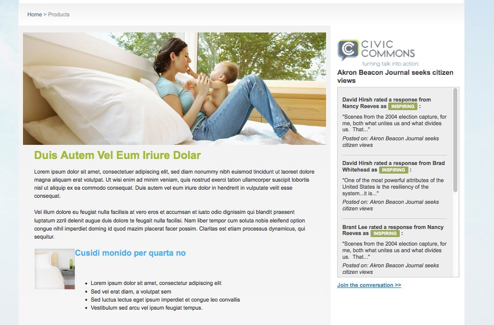 Home > Products
Duis Autem Vel Eum Iriure Dolar
Lorem ipsum dolor sit amet, consectetuer adipiscing elit, sed diam nonummy nibh euismod tincidunt ut laoreet dolore
magna aliquam erat volutpat. Ut wisi enim ad minim veniam, quis nostrud exerci tation ullamcorper suscipit lobortis
nisl ut aliquip ex ea commodo consequat. Duis autem vel eum iriure dolor in hendrerit in vulputate velit esse
consequat.
Vel illum dolore eu feugiat nulla facilisis at vero eros et accumsan et iusto odio dignissim qui blandit praesent
luptatum zzril delenit augue duis dolore te feugait nulla facilisi. Nam liber tempor cum soluta nobis eleifend option
congue nihil imperdiet doming id quod mazim placerat facer possim. Claritas est etiam processus dynamicus, qui
sequitur.
Cusidi monido per quarta no
Lorem ipsum dolor sit amet, consectetur adipiscing elit
Sed vel erat diam, a volutpat sem
Sed luctus lectus eget ipsum imperdiet et congue leo convallis
Vestibulum sed arcu vel ipsum feugiat tempus.
CIVIC
COMMONS
turning talk into action
Akron Beacon Journal seeks citizen
views
David Hirsh rated a response from
Nancy Reeves as INSPIRING :
"Scenes from the 2004 election capture, for
me, both what unites us and what divides
us. That..."
Posted on: Akron Beacon Journal seeks
citizen views
David Hirsh rated a response from Brad
Whitehead as INSPIRING :
"One of the most powerful attributes of the
United States is the resiliency of the
system...it is..."
Posted on: Akron Beacon Journal seeks
citizen views
Brant Lee rated a response from Nancy
Reeves as INSPIRING :
"Scenes from the 2004 election capture, for
me, both what unites us and what divides
us. That..."
Posted on: Akron Beacon Journal seeks
citizen views
Join the conversation >>